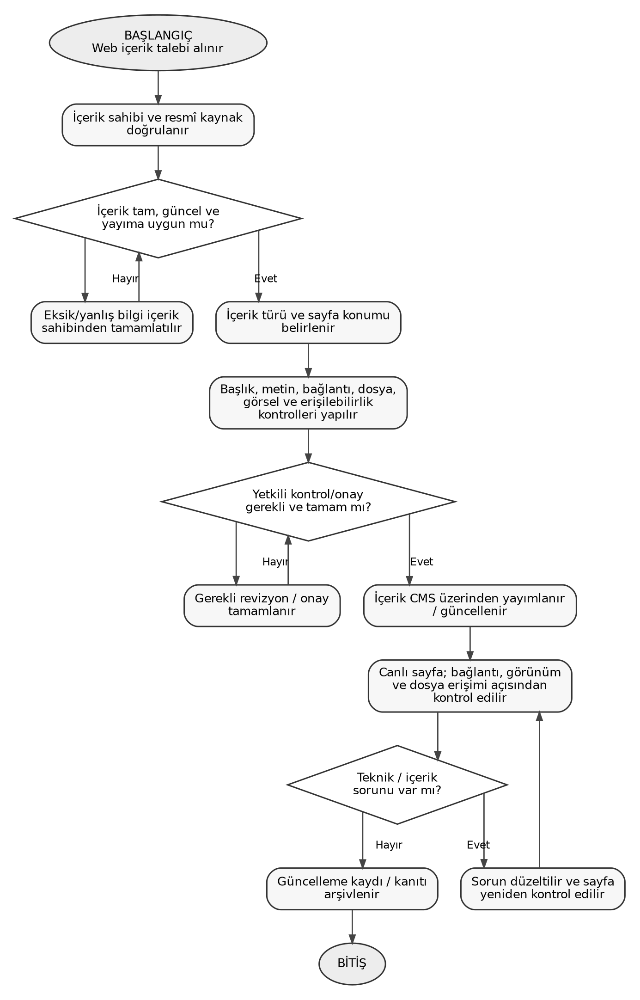 BAŞLANGIÇ
Web içerik talebi alınır
İçerik sahibi ve resmî kaynak
doğrulanır
İçerik tam, güncel ve
yayıma uygun mu?
Hayır
Evet
Eksik/yanlış bilgi içerik
sahibinden tamamlatılır
İçerik türü ve sayfa konumu
belirlenir
Başlık, metin, bağlantı, dosya,
görsel ve erişilebilirlik
kontrolleri yapılır
Yetkili kontrol/onay
gerekli ve tamam mı?
Hayır
Evet
Gerekli revizyon / onay
tamamlanır
İçerik CMS üzerinden yayımlanır
/ güncellenir
Canlı sayfa; bağlantı, görünüm
ve dosya erişimi açısından
kontrol edilir
Teknik / içerik
sorunu var mı?
Hayır
Evet
Güncelleme kaydı / kanıtı
arşivlenir
Sorun düzeltilir ve sayfa
yeniden kontrol edilir
BİTİŞ